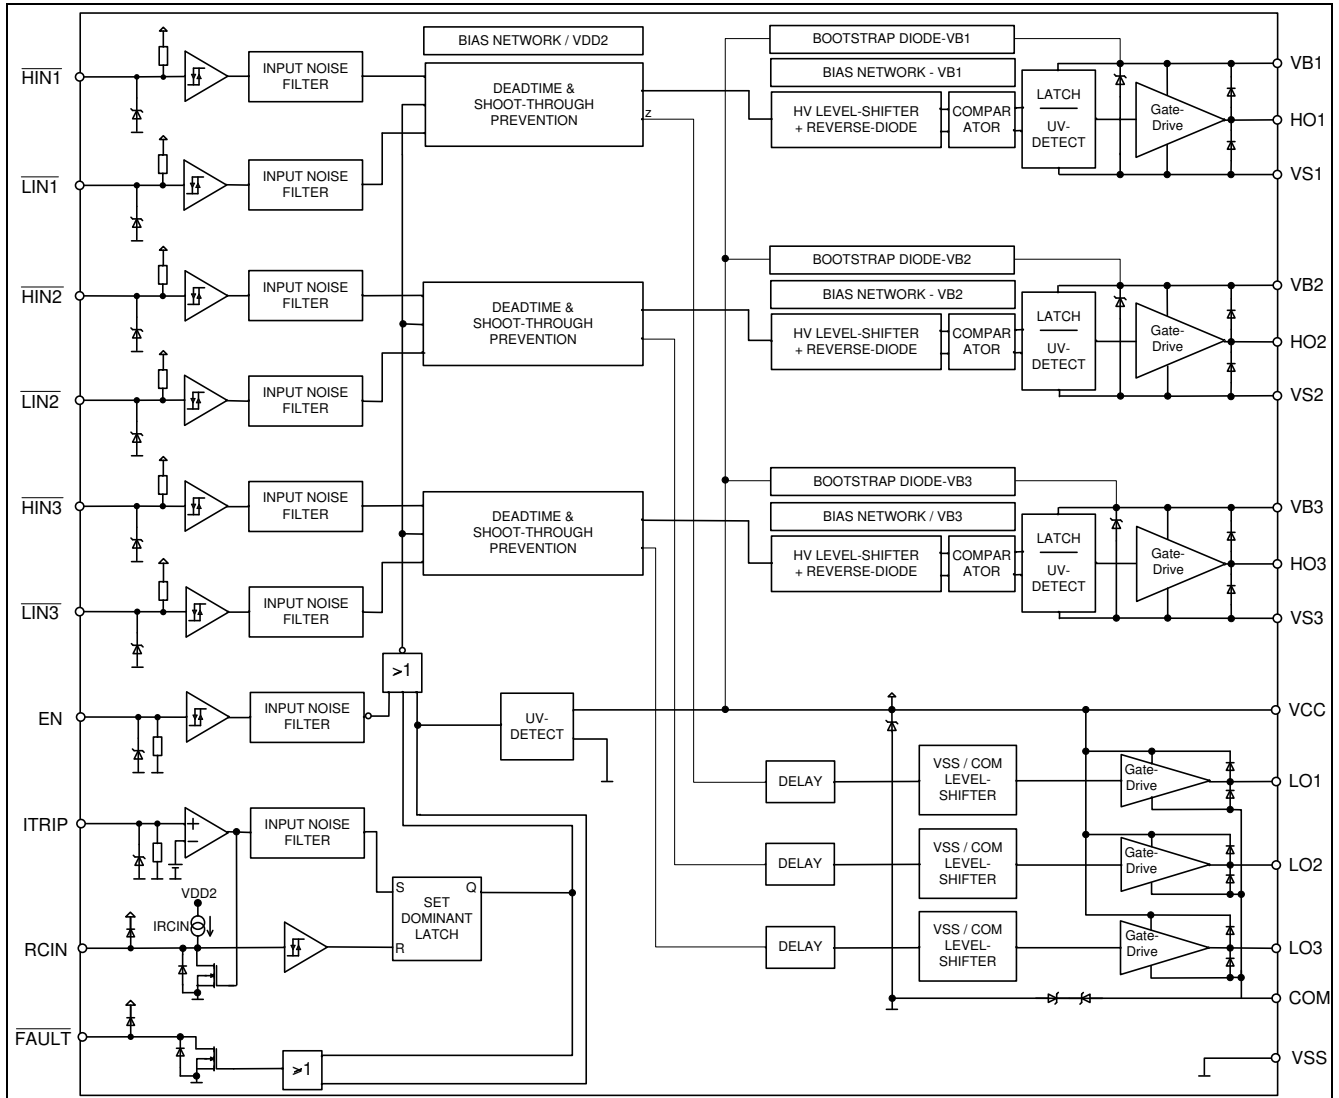 BIAS NETWORK / VDD2
BOOTSTRAP DIODE-VB1
HIN1
INPUT NOISE
FILTER
DEADTIME &
SHOOT-THROUGH
PREVENTION
Z
BIAS NETWORK - VB1
HV LEVEL-SHIFTER
+ REVERSE-DIODE
COMPAR
ATOR
LATCH
UV-
DETECT
Gate-
Drive
VB1
HO1
VS1
LIN1
INPUT NOISE
FILTER
HIN2
INPUT NOISE
FILTER
DEADTIME &
SHOOT-THROUGH
PREVENTION
BOOTSTRAP DIODE-VB2
BIAS NETWORK - VB2
HV LEVEL-SHIFTER
+ REVERSE-DIODE
COMPAR
ATOR
LATCH
UV-
DETECT
Gate-
Drive
VB2
HO2
VS2
LIN2
INPUT NOISE
FILTER
HIN3
INPUT NOISE
FILTER
DEADTIME &
SHOOT-THROUGH
PREVENTION
BOOTSTRAP DIODE-VB3
BIAS NETWORK / VB3
HV LEVEL-SHIFTER
+ REVERSE-DIODE
COMPAR
ATOR
LATCH
UV-
DETECT
Gate-
Drive
VB3
HO3
VS3
LIN3
INPUT NOISE
FILTER
>1
EN
INPUT NOISE
FILTER
UV-
DETECT
VCC
DELAY
VSS / COM
LEVEL-
SHIFTER
Gate-
Drive
LO1
ITRIP
+
−
INPUT NOISE
FILTER
DELAY
VSS / COM
LEVEL-
SHIFTER
Gate-
Drive
LO2
VDD2
IRCIN
S
Q
SET
DOMINANT
LATCH
R
RCIN
DELAY
VSS / COM
LEVEL-
SHIFTER
Gate-
Drive
LO3
COM
FAULT
>1
VSS